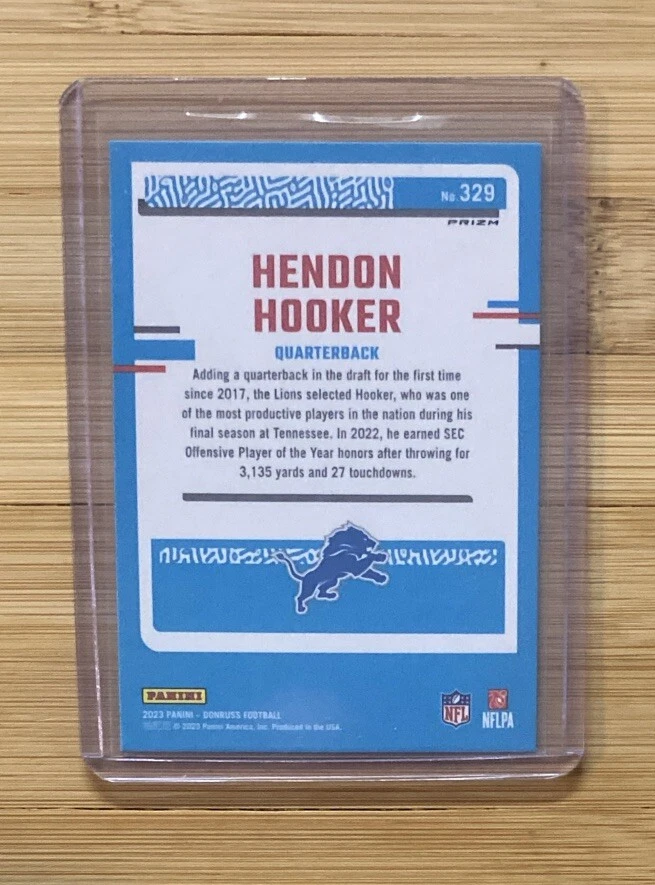 No. 329
PRIZM
HENDON
HOOKER
QUARTERBACK
Adding a quarterback in the draft for the first time
since 2017, the Lions selected Hooker, who was one
of the most productive players in the nation during his
final season at Tennessee. In 2022, he earned SEC
Offensive Player of the Year honors after throwing for
3,135 yards and 27 touchdowns.
PANINI
2023 PANINI - DONRUSS FOOTBALL
© 2023 Panini America, Inc. Produced in the USA.
NFL
NFLPA